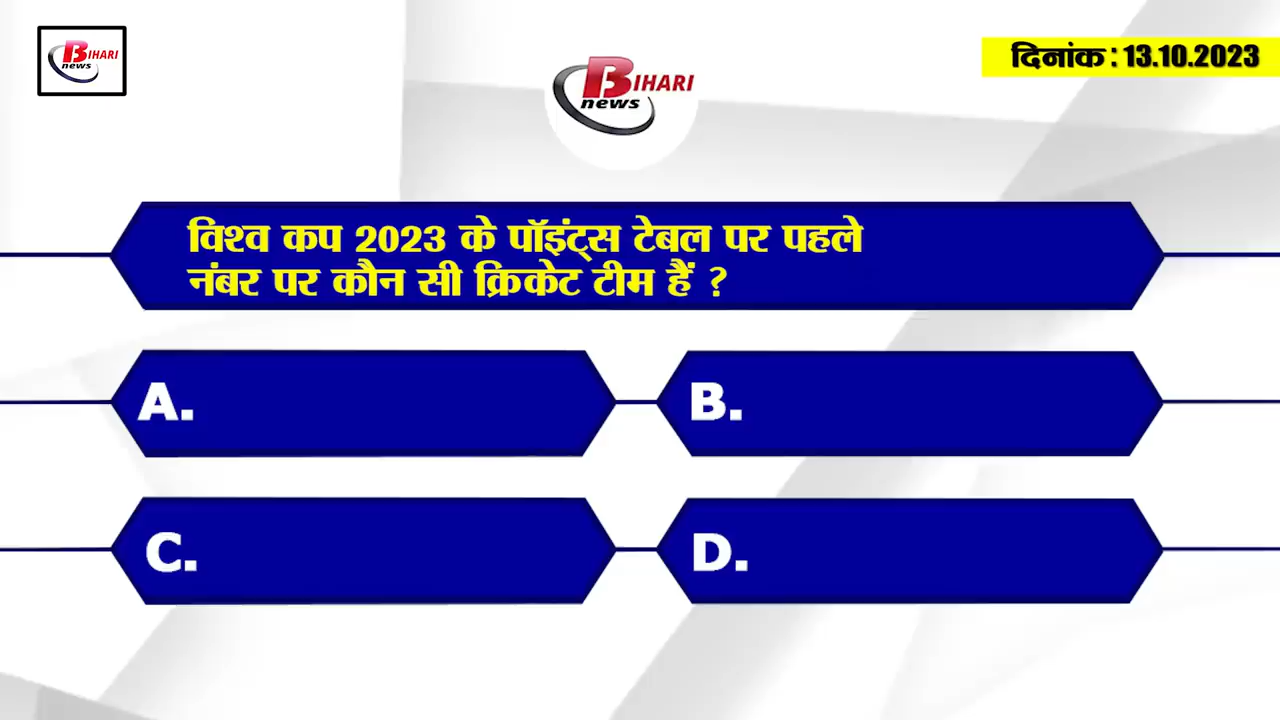 BIHARI
news
दिनांक : 13.10.2023
BIHARI
news
विश्व कप 2023 के पॉइंट्स टेबल पर पहले
नंबर पर कौन सी क्रिकेट टीम हैं ?
A.
B.
C.
D.